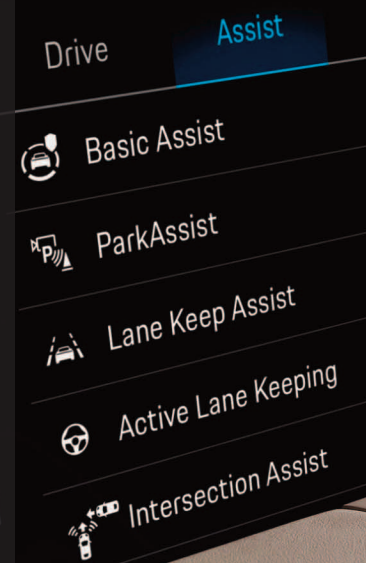 Drive
Assist
Basic Assist
ParkAssist
Lane Keep Assist
Active Lane Keeping
Intersection Assist